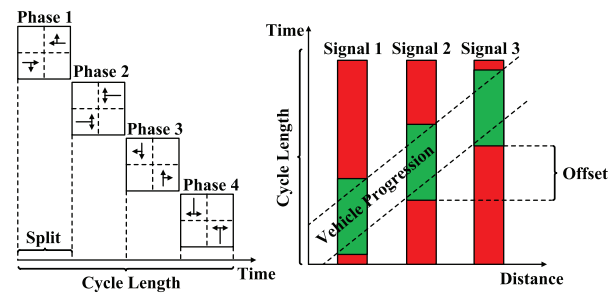 Phase 1
Phase 2
Phase 3
Phase 4
Split
Time
Cycle Length
Time
Signal 1 Signal 2 Signal 3
Cycle Length
Vehicle Progression
Offset
Distance